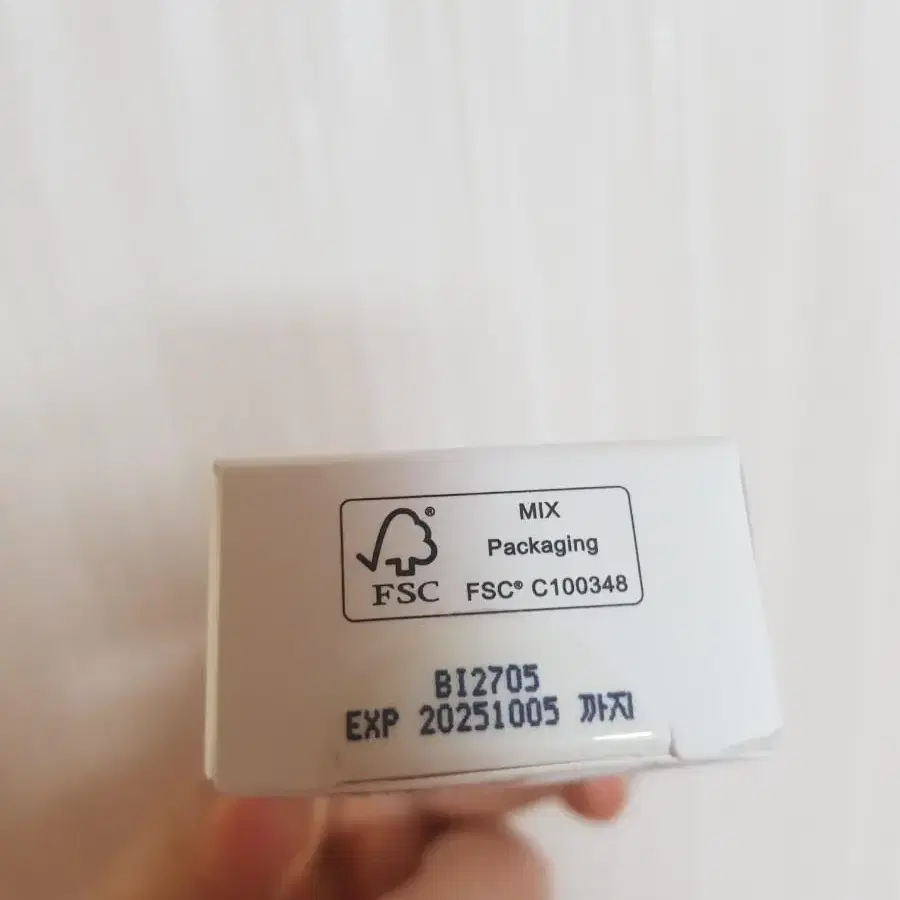 MIX
Packaging
FSC® FSC® C100348
BI2705
EXP 20251005 까지